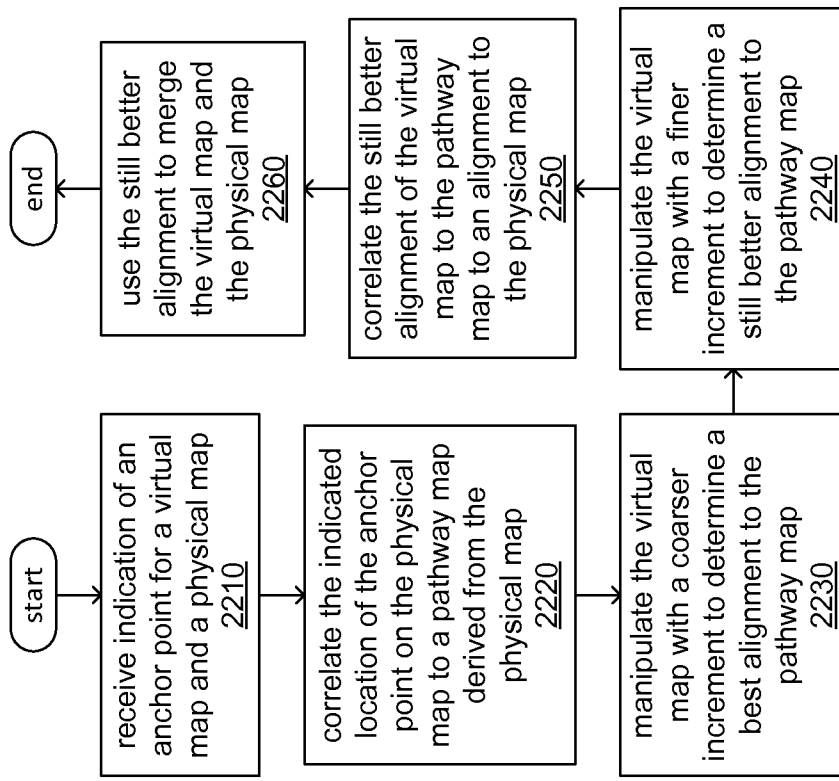 start
receive indication of an
anchor point for a virtual
map and a physical map
2210
correlate the indicated
location of the anchor
point on the physical
map to a pathway map
derived from the
physical map
2220
manipulate the virtual
map with a coarser
increment to determine a
best alignment to the
pathway map
2230
manipulate the virtual
map with a finer
increment to determine a
still better alignment to
the pathway map
2240
correlate the still better
alignment of the virtual
map to the pathway
map to an alignment to
the physical map
2250
use the still better
alignment to merge
the virtual map and
the physical map
2260
end